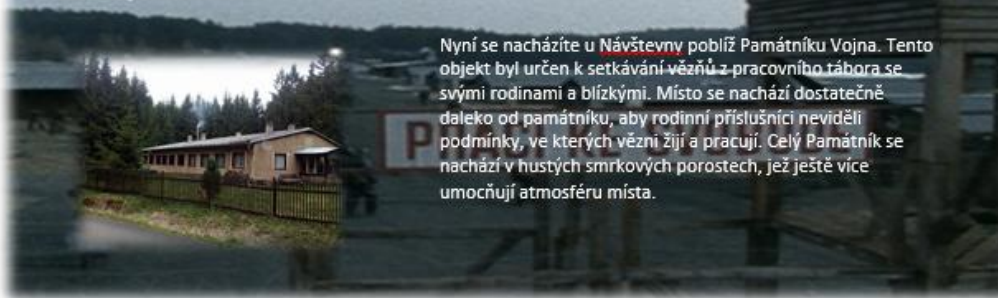 Nyní se nacházíte u Návštevny poblíž Památníku Vojna. Tento
objekt byl určen k setkávání vězňů z pracovního tábora se
svými rodinami a blízkými. Místo se nachází dostatečně
daleko od památníku, aby rodinní příslušníci neviděli
podmínky, ve kterých vězni žijí a pracují. Celý Památník se
nachází v hustých smrkových porostech, jež ještě více
umocňují atmosféru místa.